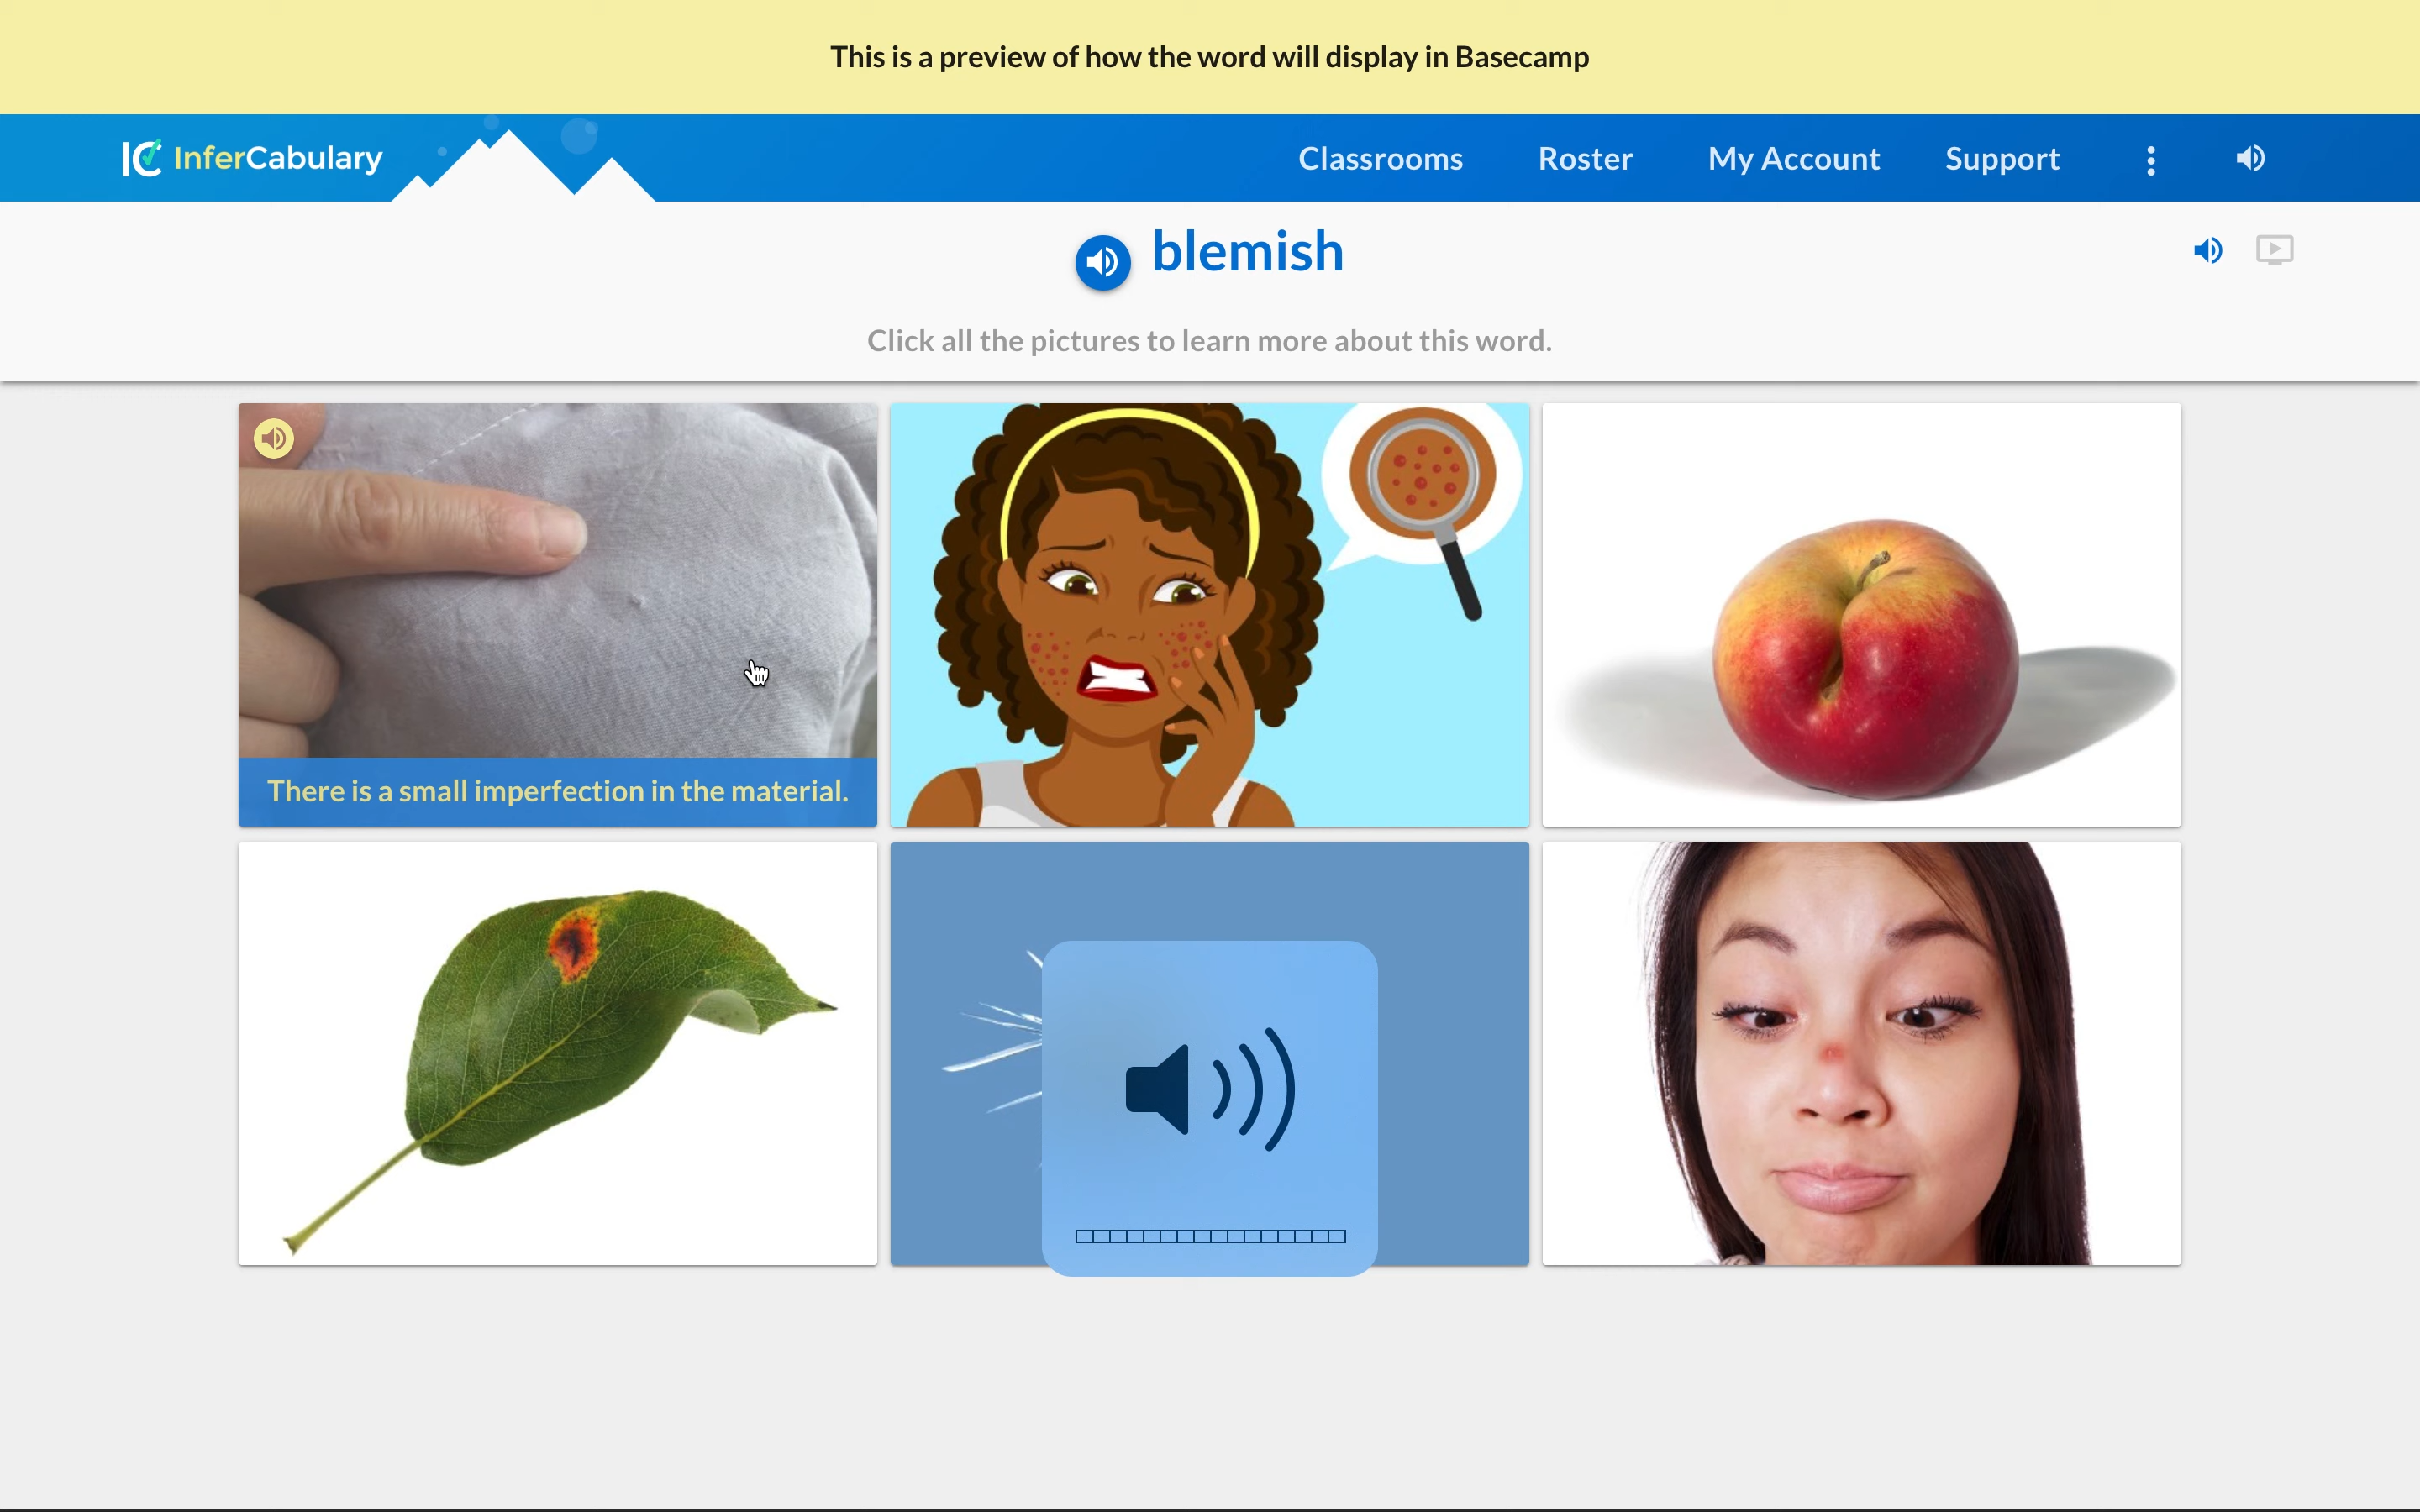 This is a preview of how the word will display in Basecamp
IC InferCabulary
Classrooms
Roster
My Account
Support
blemish
Click all the pictures to learn more about this word.
There is a small imperfection in the material.